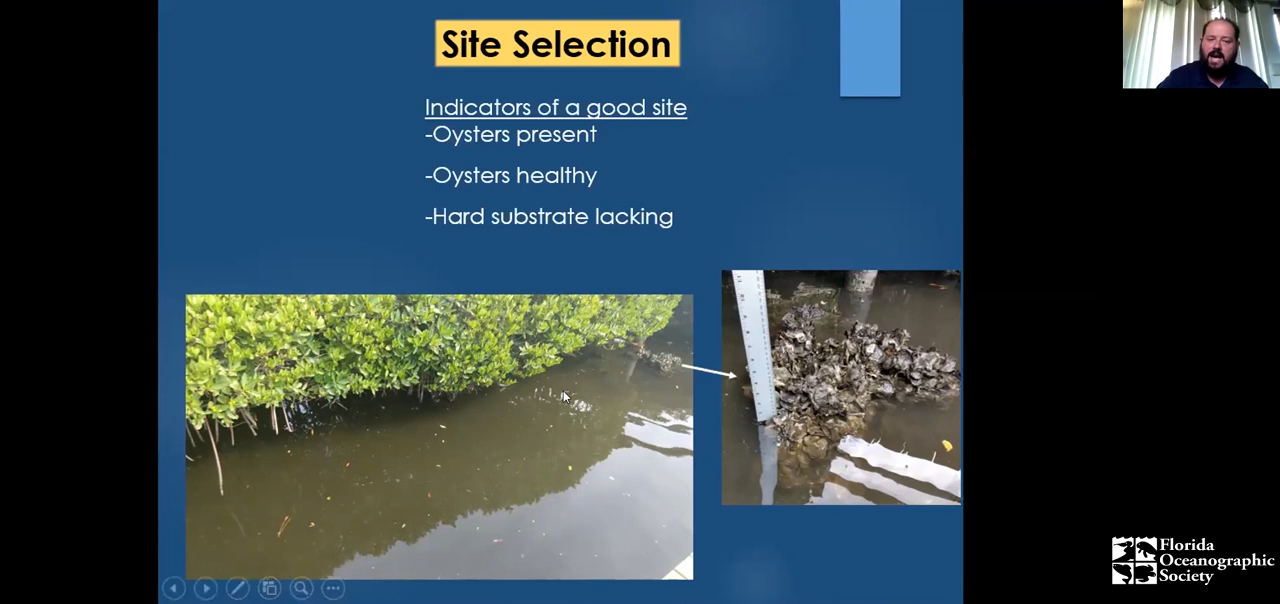 Site Selection
Indicators of a good site
-Oysters present
-Oysters healthy
-Hard substrate lacking
Florida
Oceanographic
Society